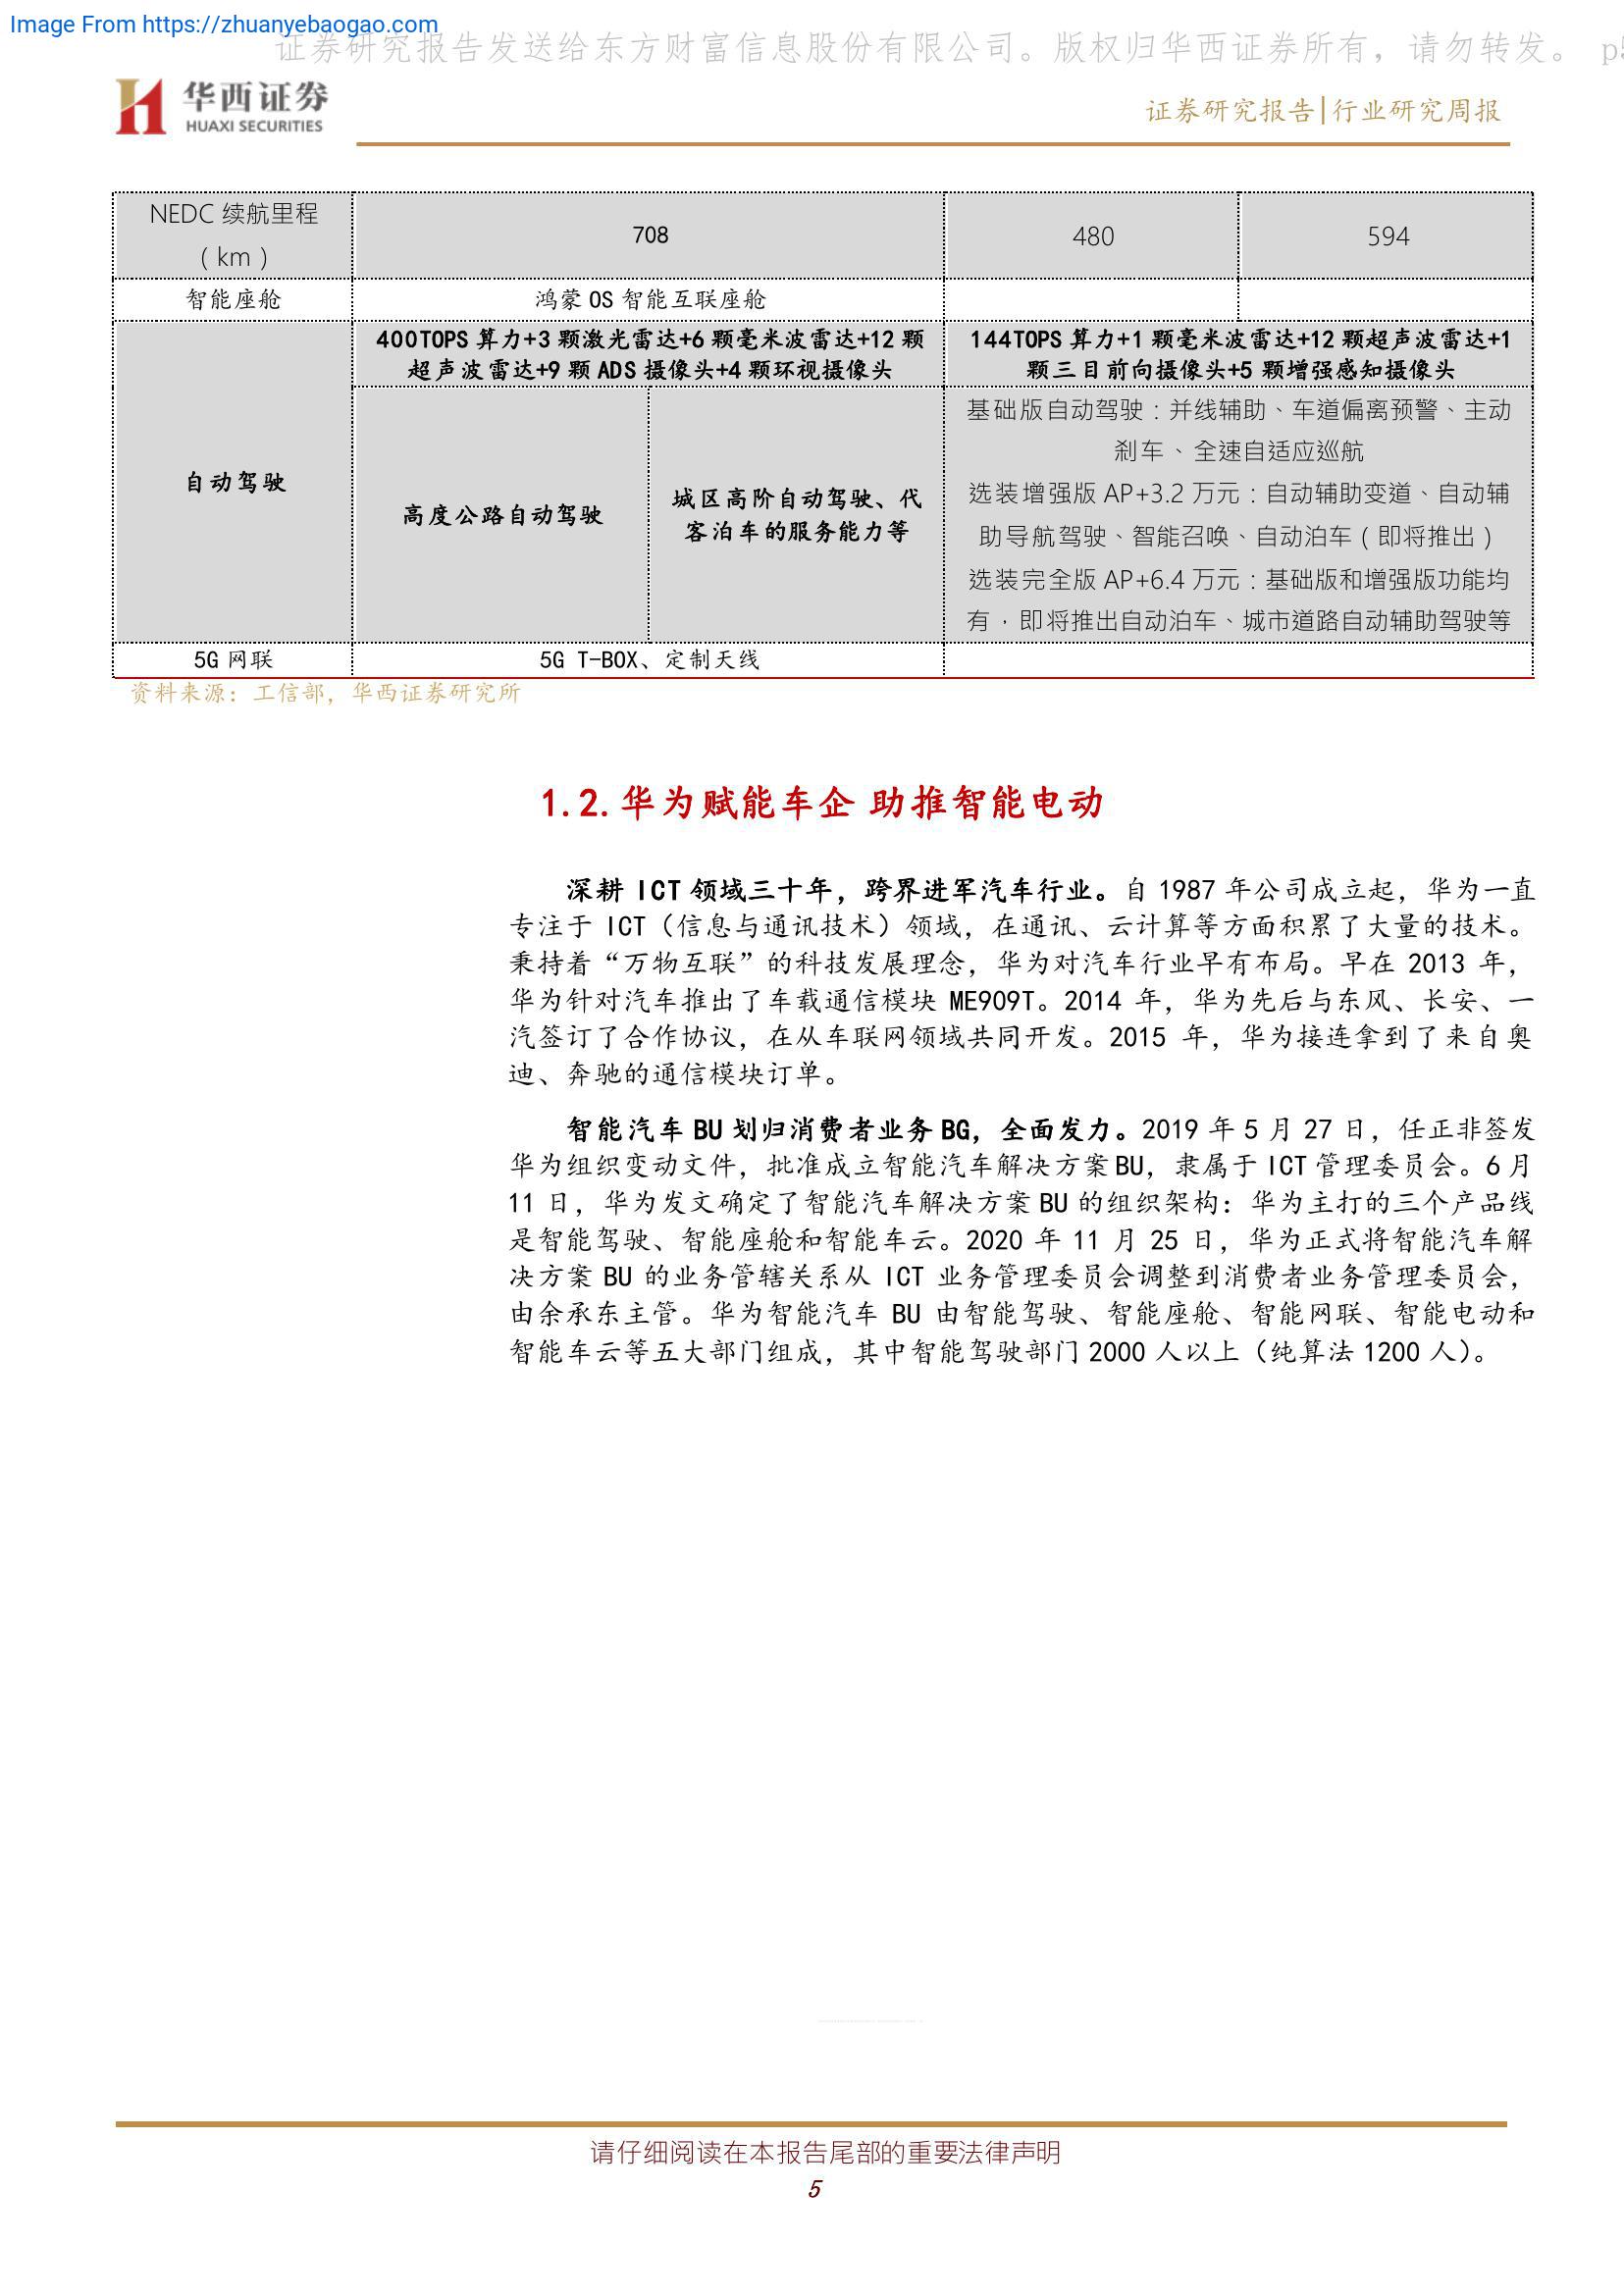 Image From https://zhuanyebaogao.com
证券研究报告发送给东方财富信息股份有限公司。版权归华西证券所有，请勿转发。 p5
华西证券
HUAXI SECURITIES
证券研究报告|行业研究周报
NEDC 续航里程
（km）
708
480
594
智能座舱
鸿蒙 OS 智能互联座舱
自动驾驶
400TOPS 算力+3 颗激光雷达+6 颗毫米波雷达+12 颗
超声波雷达+9 颗 ADS 摄像头+4 颗环视摄像头
144TOPS 算力+1 颗毫米波雷达+12 颗超声波雷达+1
颗三目前向摄像头+5 颗增强感知摄像头
高度公路自动驾驶
城区高阶自动驾驶、代
客泊车的服务能力等
基础版自动驾驶：并线辅助、车道偏离预警、主动
刹车、全速自适应巡航
选装增强版 AP+3.2 万元：自动辅助变道、自动辅
助导航驾驶、智能召唤、自动泊车（即将推出）
选装完全版 AP+6.4 万元：基础版和增强版功能均
有，即将推出自动泊车、城市道路自动辅助驾驶等
5G 网联
5G T-BOX、定制天线
资料来源：工信部，华西证券研究所
1.2.华为赋能车企 助推智能电动
深耕 ICT 领域三十年，跨界进军汽车行业。自 1987 年公司成立起，华为一直
专注于 ICT（信息与通讯技术）领域，在通讯、云计算等方面积累了大量的技术。
秉持着“万物互联”的科技发展理念，华为对汽车行业早有布局。早在 2013 年，
华为针对汽车推出了车载通信模块 ME909T。2014 年，华为先后与东风、长安、一
汽签订了合作协议，在从车联网领域共同开发。2015 年，华为接连拿到了来自奥
迪、奔驰的通信模块订单。
智能汽车 BU 划归消费者业务 BG，全面发力。2019 年 5 月 27 日，任正非签发
华为组织变动文件，批准成立智能汽车解决方案 BU，隶属于 ICT 管理委员会。6 月
11 日，华为发文确定了智能汽车解决方案 BU 的组织架构：华为主打的三个产品线
是智能驾驶、智能座舱和智能车云。2020 年 11 月 25 日，华为正式将智能汽车解
决方案 BU 的业务管辖关系从 ICT 业务管理委员会调整到消费者业务管理委员会，
由余承东主管。华为智能汽车 BU 由智能驾驶、智能座舱、智能网联、智能电动和
智能车云等五大部门组成，其中智能驾驶部门 2000 人以上（纯算法 1200 人）。
请仔细阅读在本报告尾部的重要法律声明
5